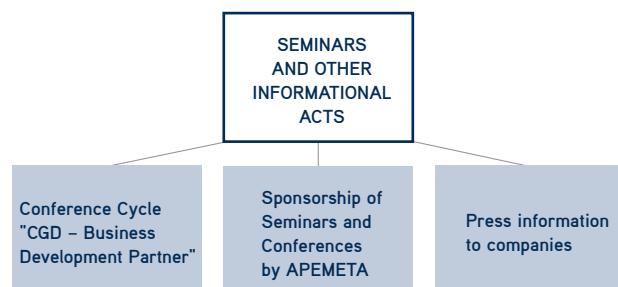 SEMINARS
AND OTHER
INFORMATIONAL
ACTS
Conference Cycle
"CGD – Business
Development Partner"
Sponsorship of
Seminars and
Conferences
by APEMETA
Press information
to companies